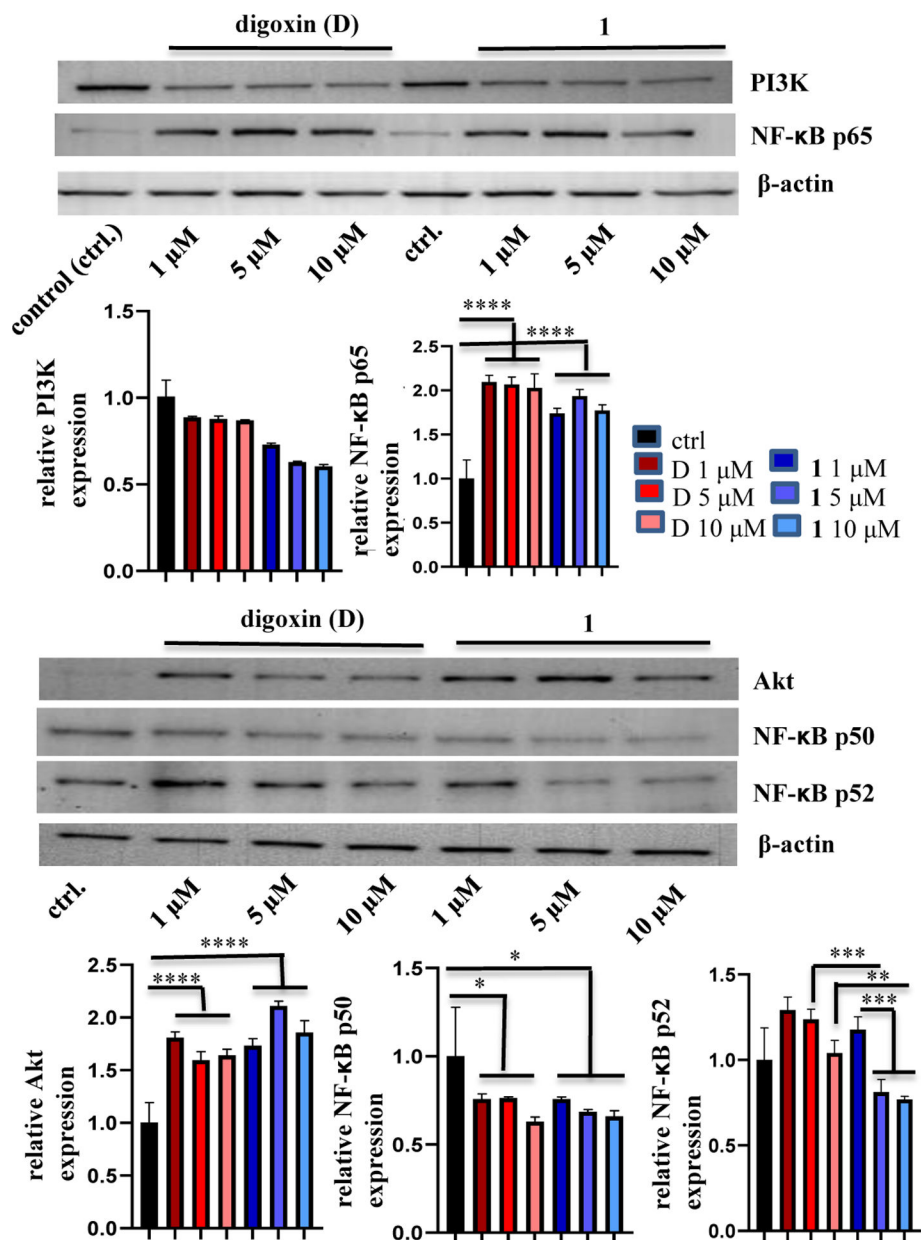 digoxin (D) 1
PI3K
NF-κB p65
β-actin
control (ctrl.) 1 μM 5 μM 10 μM ctrl. 1 μM 5 μM 10 μM
relative PI3K
expression
1.5
1.0
0.5
0.0
relative NF-κB p65
expression
2.5
2.0
1.5
1.0
0.5
0.0
****
****
ctrl
D 1 μM
D 5 μM
D 10 μM
1 1 μM
1 5 μM
1 10 μM
digoxin (D) 1
Akt
NF-κB p50
NF-κB p52
β-actin
ctrl. 1 μM 5 μM 10 μM 1 μM 5 μM 10 μM
relative Akt
expression
2.5
2.0
1.5
1.0
0.5
0.0
****
****
relative NF-κB p50
expression
1.5
1.0
0.5
0.0
*
*
relative NF-κB p52
expression
1.5
1.0
0.5
0.0
***
**
***